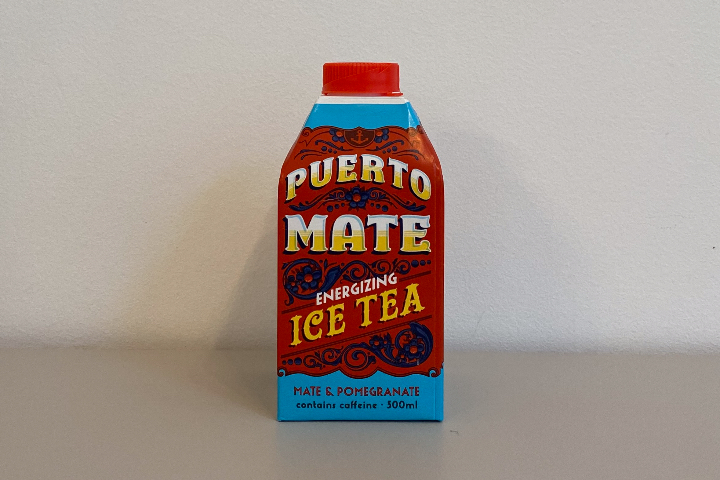 PUERTO
MATE
ENERGIZING
ICE TEA
MATE & POMEGRANATE
contains caffeine · 500ml